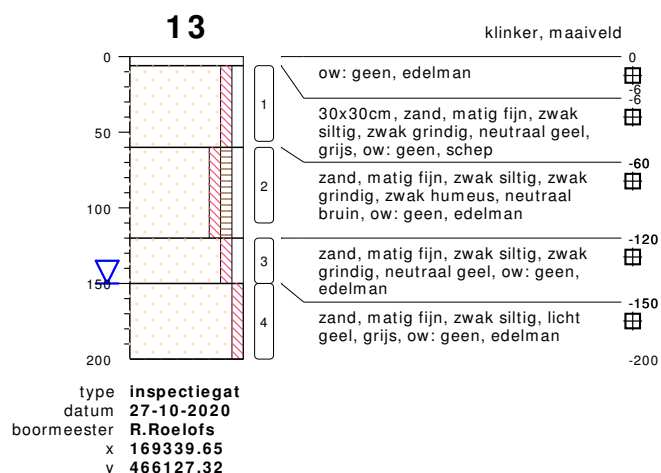 13
klinker, maaiveld
0
50
100
150
200
1
2
3
4
ow: geen, edelman
30x30cm, zand, matig fijn, zwak
siltig, zwak grindig, neutraal geel,
grijs, ow: geen, schep
zand, matig fijn, zwak siltig, zwak
grindig, zwak humeus, neutraal
bruin, ow: geen, edelman
zand, matig fijn, zwak siltig, zwak
grindig, neutraal geel, ow: geen,
edelman
zand, matig fijn, zwak siltig, licht
geel, grijs, ow: geen, edelman
0
-6
-6
-60
-120
-150
-200
type inspectiegat
datum 27-10-2020
boormeester R.Roelofs
x 169339.65
y 466127.32